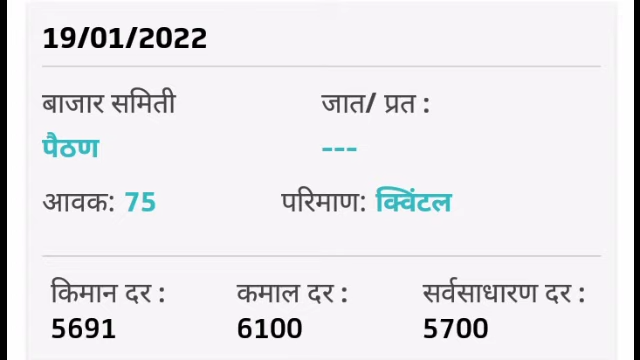 19/01/2022
बाजार समिती जात/ प्रत :
पैठण ---
आवक: 75 परिमाण: क्विंटल
किमान दर : कमाल दर : सर्वसाधारण दर :
5691 6100 5700